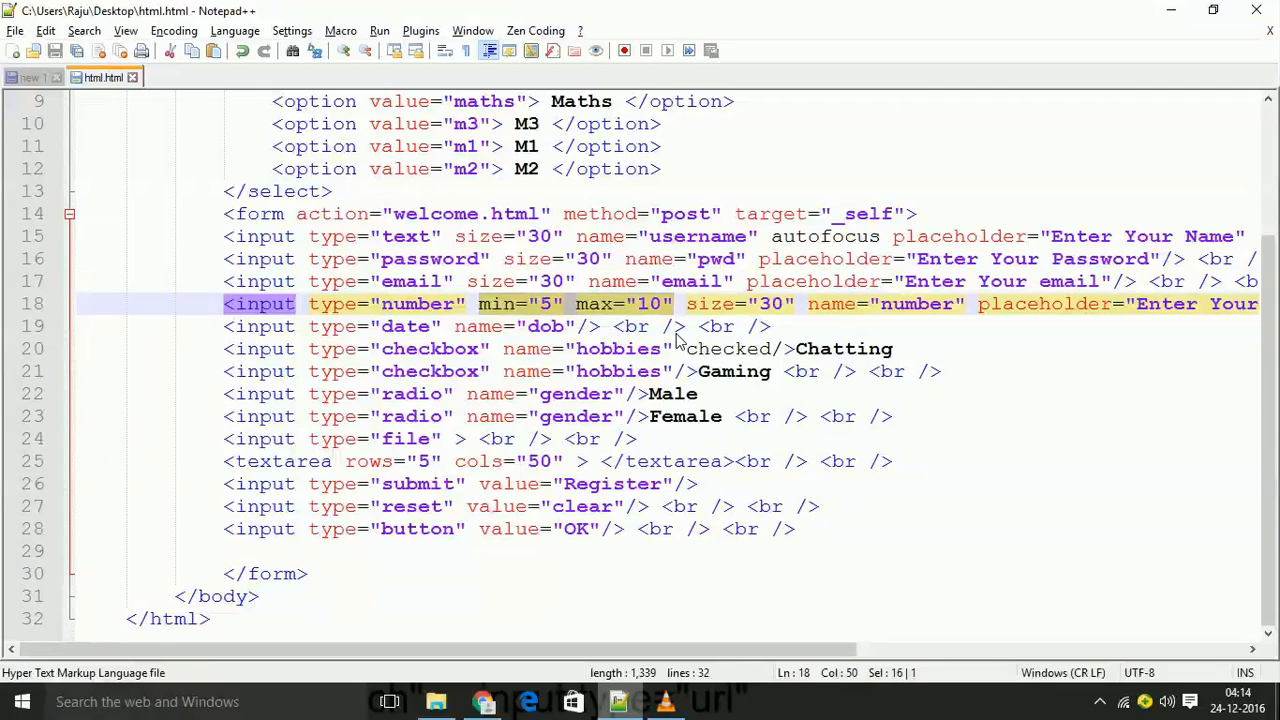 C:\Users\Raju\Desktop\html.html - Notepad++
File Edit Search View Encoding Language Settings Macro Run Plugins Window Zen Coding ? X
new 1 html.html
9 <option value="maths"> Maths </option>
10 <option value="m3"> M3 </option>
11 <option value="m1"> M1 </option>
12 <option value="m2"> M2 </option>
13 </select>
14 <form action="welcome.html" method="post" target="_self">
15 <input type="text" size="30" name="username" autofocus placeholder="Enter Your Name"
16 <input type="password" size="30" name="pwd" placeholder="Enter Your Password"/> <br /
17 <input type="email" size="30" name="email" placeholder="Enter Your email"/> <br /> <b
18 <input type="number" min="5" max="10" size="30" name="number" placeholder="Enter Your
19 <input type="date" name="dob"/> <br /> <br />
20 <input type="checkbox" name="hobbies" checked/>Chatting
21 <input type="checkbox" name="hobbies"/>Gaming <br /> <br />
22 <input type="radio" name="gender"/>Male
23 <input type="radio" name="gender"/>Female <br /> <br />
24 <input type="file" > <br /> <br />
25 <textarea rows="5" cols="50" > </textarea><br /> <br />
26 <input type="submit" value="Register"/>
27 <input type="reset" value="clear"/> <br /> <br />
28 <input type="button" value="OK"/> <br /> <br />
29
30 </form>
31 </body>
32 </html>
Hyper Text Markup Language file length : 1,339 lines : 32 Ln : 18 Col : 50 Sel : 16 | 1 Windows (CR LF) UTF-8 INS
Search the web and Windows 04:14
24-12-2016